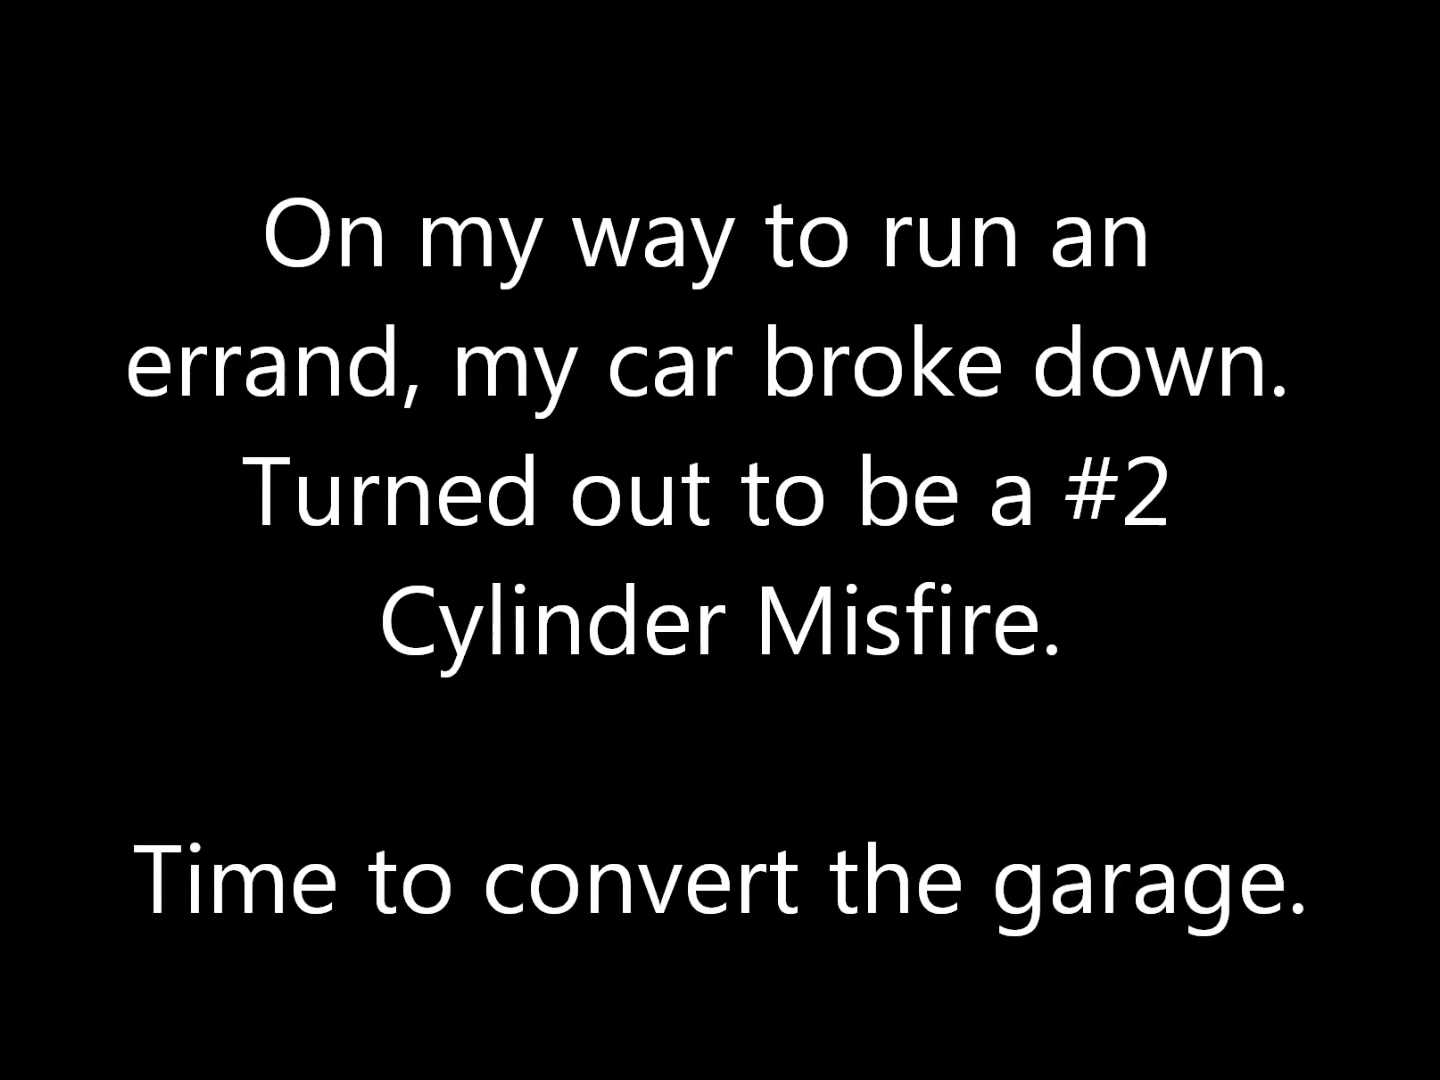 On my way to run an
errand, my car broke down.
Turned out to be a #2
Cylinder Misfire.
Time to convert the garage.